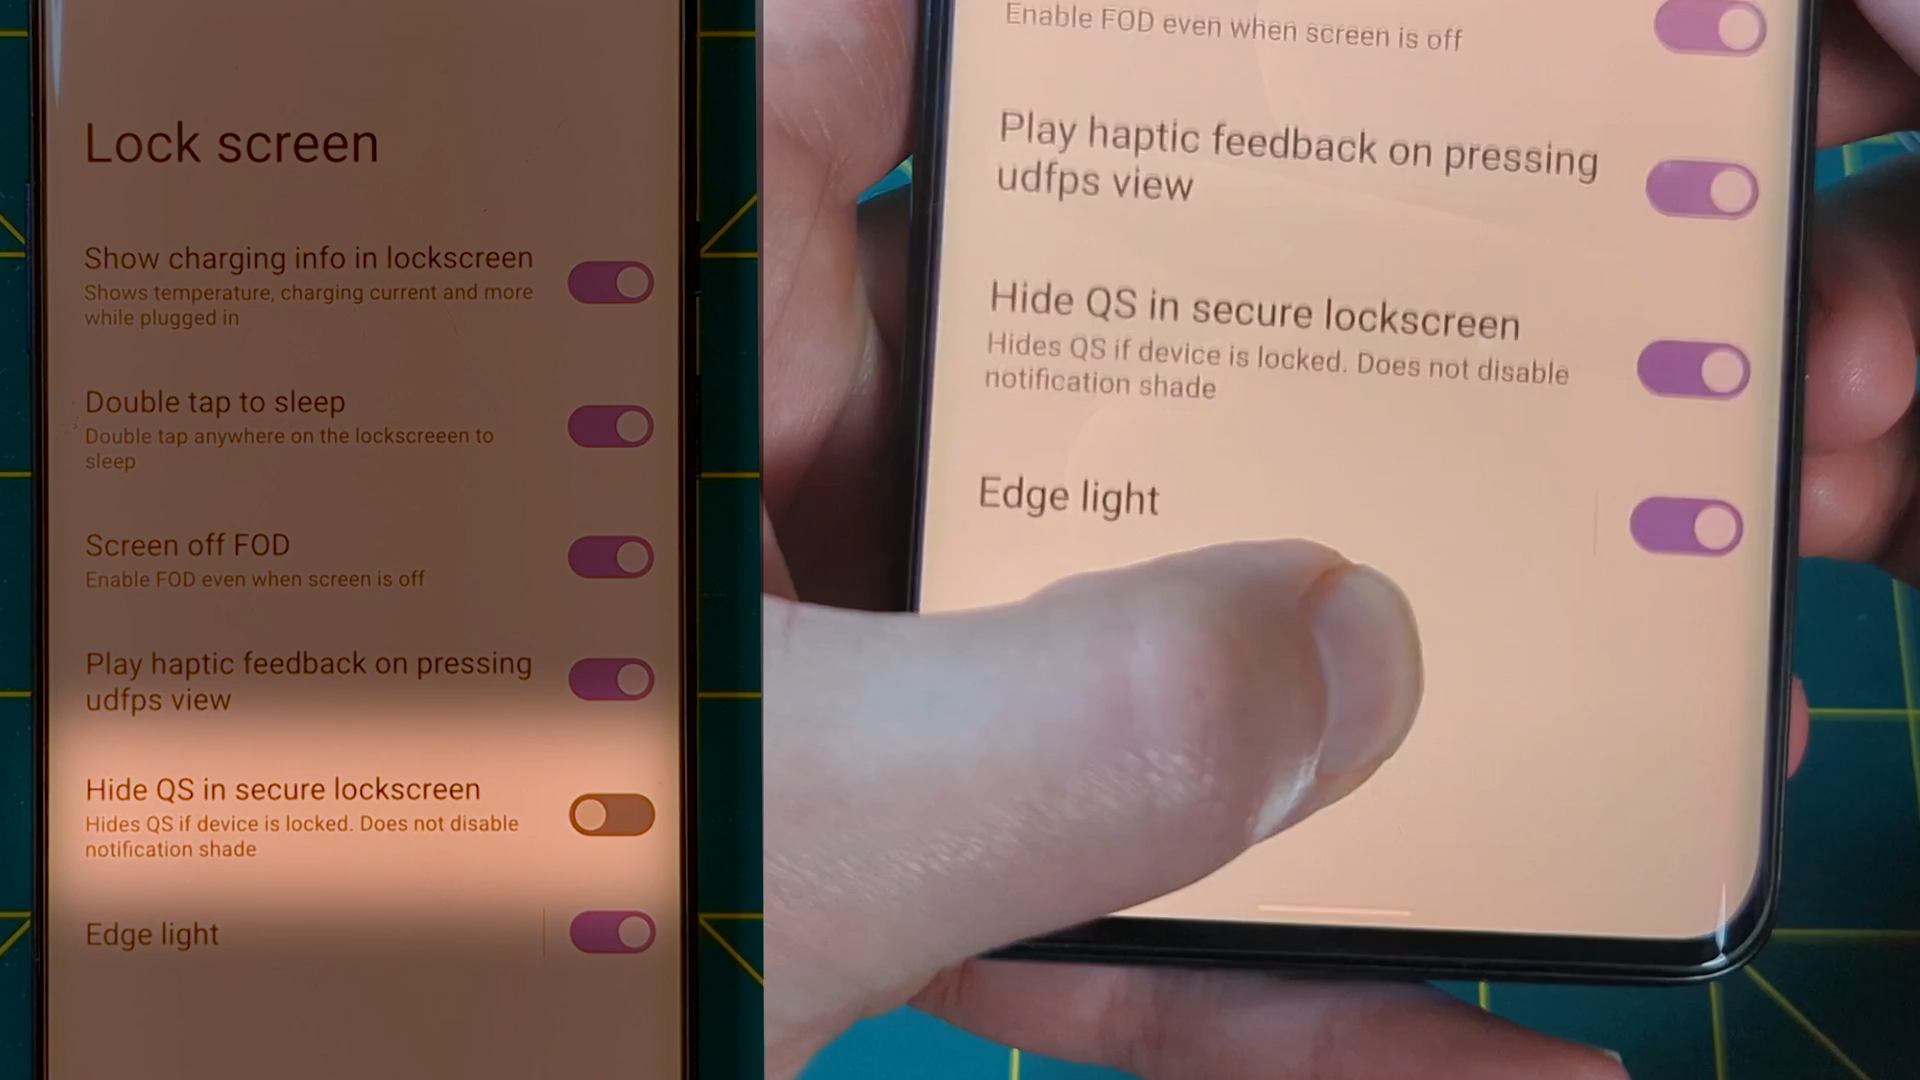 Lock screen
Show charging info in lockscreen
Shows temperature, charging current and more
while plugged in
Double tap to sleep
Double tap anywhere on the lockscreeen to
sleep
Screen off FOD
Enable FOD even when screen is off
Play haptic feedback on pressing
udfps view
Hide QS in secure lockscreen
Hides QS if device is locked. Does not disable
notification shade
Edge light
Enable FOD even when screen is off
Play haptic feedback on pressing
udfps view
Hide QS in secure lockscreen
Hides QS if device is locked. Does not disable
notification shade
Edge light